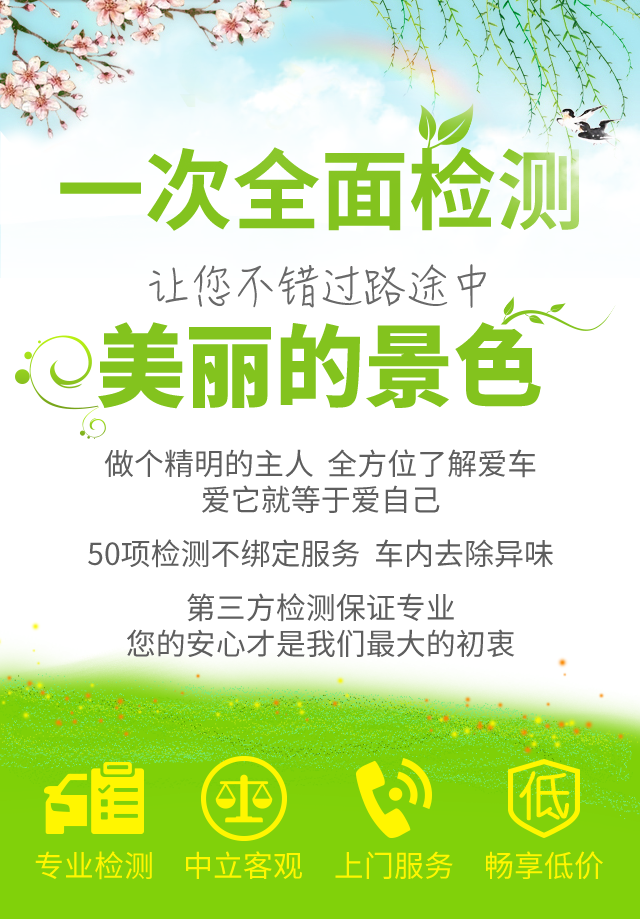 一次全面检测
让您不错过路途中
美丽的景色
做个精明的主人 全方位了解爱车
爱它就等于爱自己
50项检测不绑定服务 车内去除异味
第三方检测保证专业
您的安心才是我们最大的初衷
低
专业检测 中立客观 上门服务 畅享低价